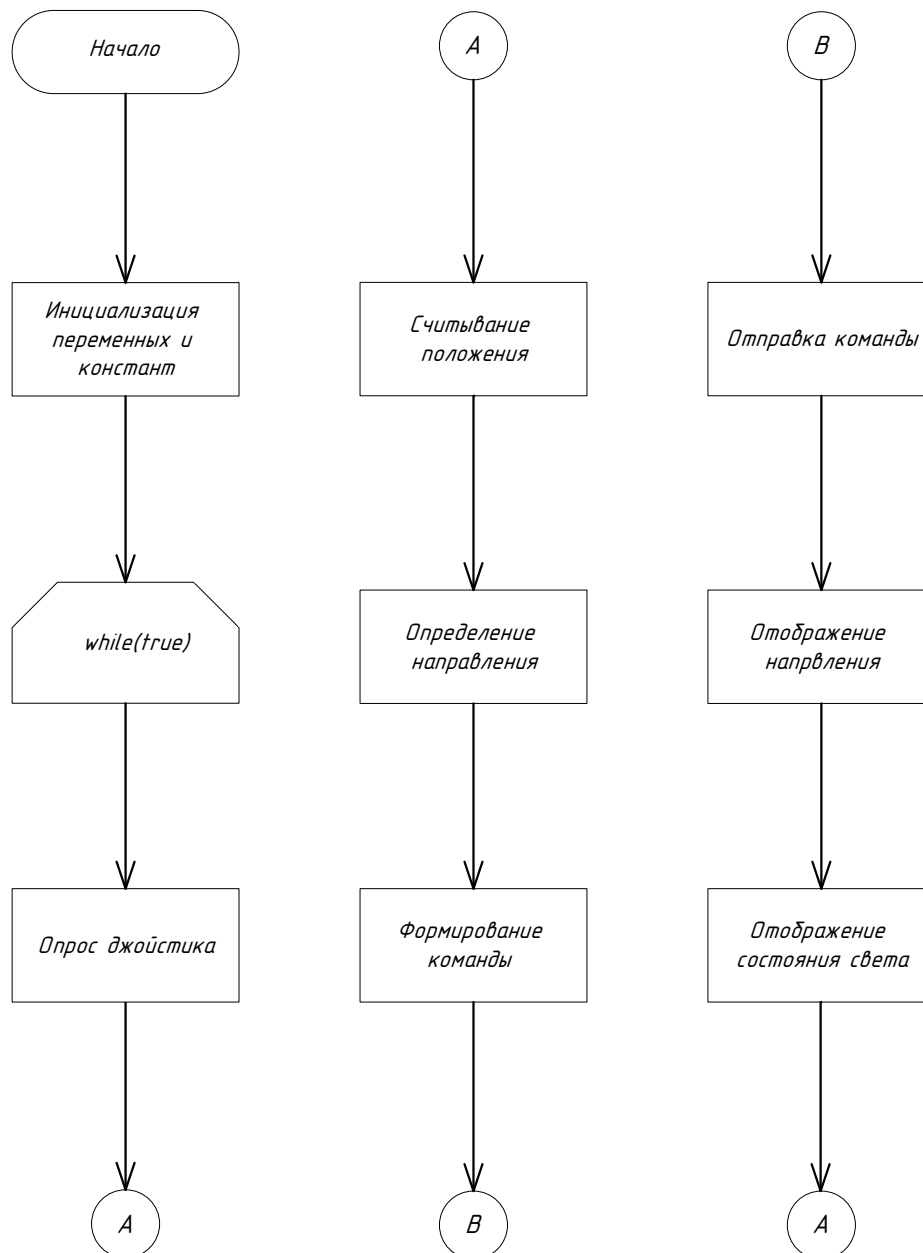 Начало
Инициализация
переменных и
констант
while(true)
Опрос джойстика
A
A
Считывание
положения
Определение
направления
Формирование
команды
B
B
Отправка команды
Отображение
напрвления
Отображение
состояния света
A